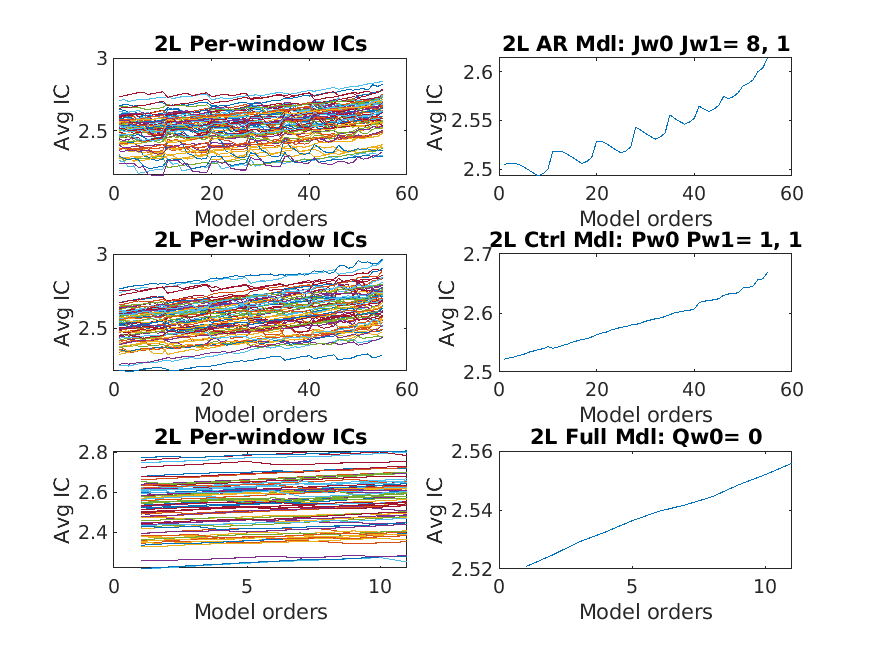 2L Per-window ICs
3
2.5
Avg IC
0 20 40 60
Model orders
2L AR Mdl: Jw0 Jw1= 8, 1
2.6
2.55
2.5
Avg IC
0 20 40 60
Model orders
2L Per-window ICs
3
2.5
Avg IC
0 20 40 60
Model orders
2L Ctrl Mdl: Pw0 Pw1= 1, 1
2.7
2.6
2.5
Avg IC
0 20 40 60
Model orders
2L Per-window ICs
2.8
2.6
2.4
Avg IC
0 5 10
Model orders
2L Full Mdl: Qw0= 0
2.56
2.54
2.52
Avg IC
0 5 10
Model orders